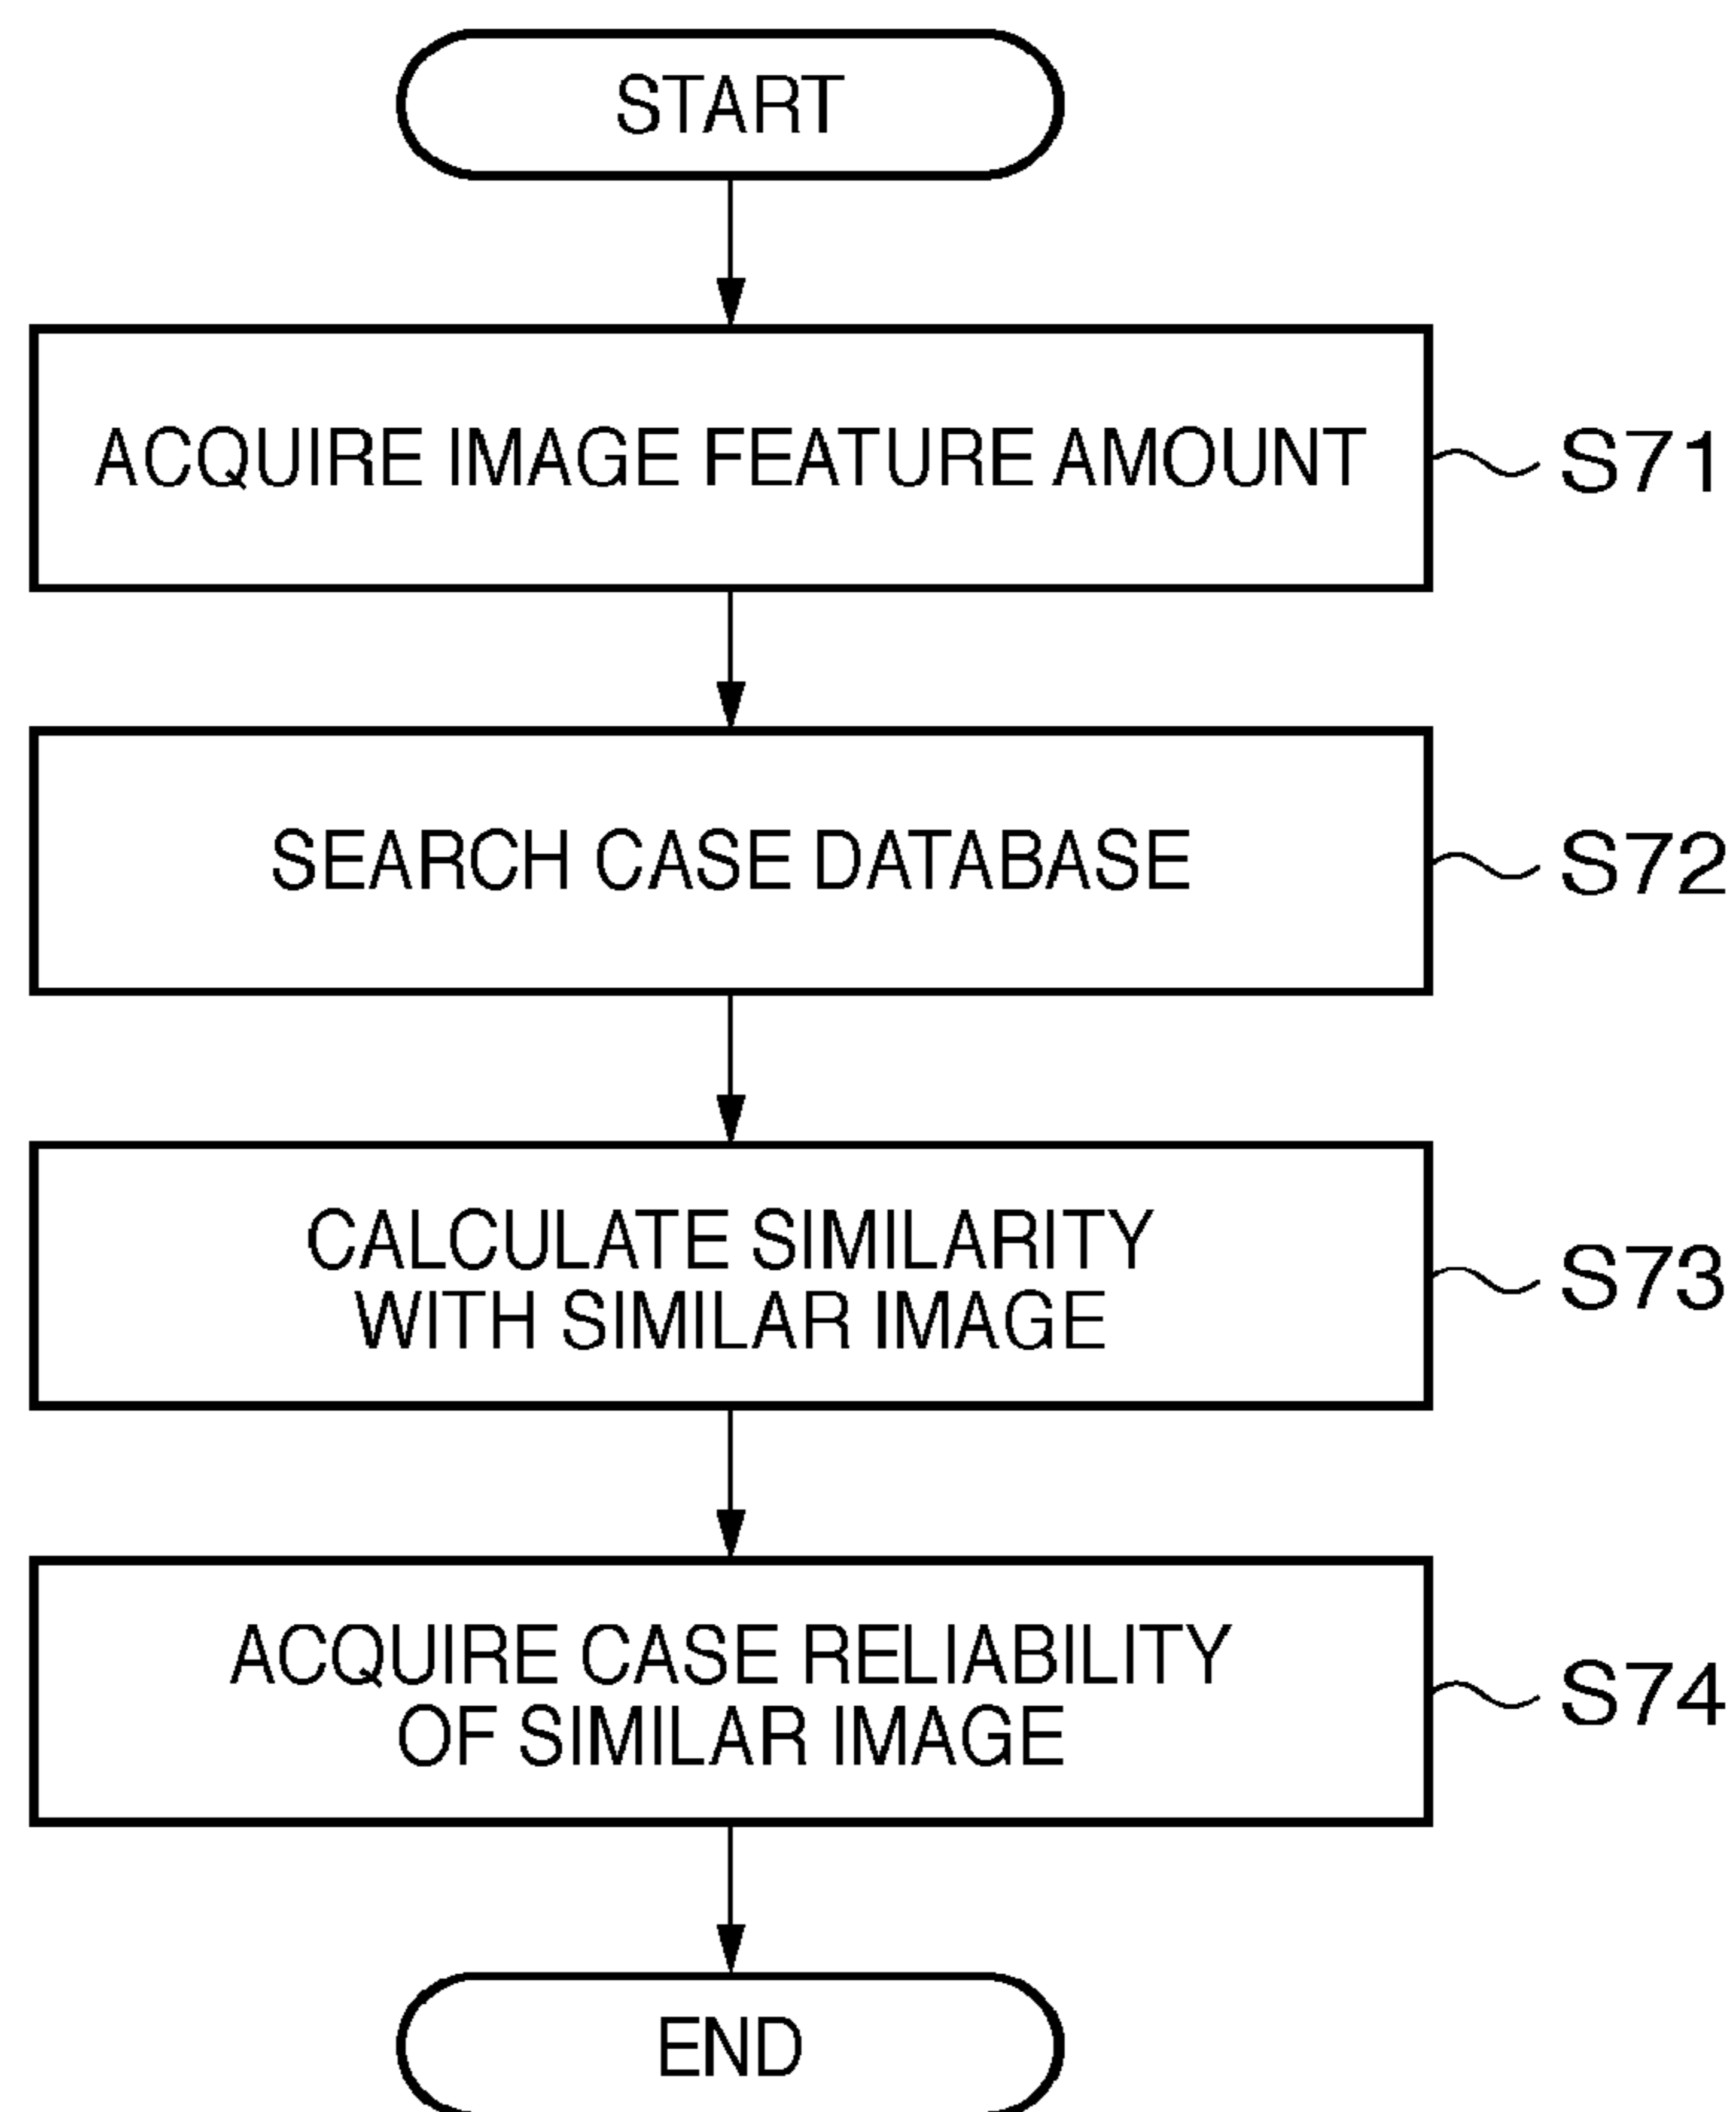 START
ACQUIRE IMAGE FEATURE AMOUNT
S71
SEARCH CASE DATABASE
S72
CALCULATE SIMILARITY
WITH SIMILAR IMAGE
S73
ACQUIRE CASE RELIABILITY
OF SIMILAR IMAGE
S74
END